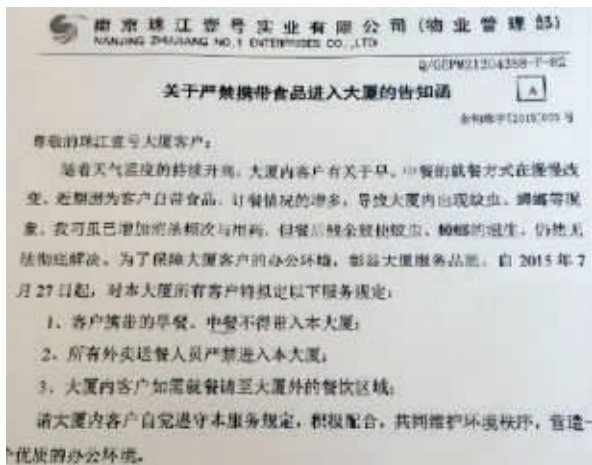 南京珠江壹号实业有限公司(物业管理部)
NANJING ZHUJIANG NO.1 ENTERPRISES CO.,LTD
关于严禁携带食品进入大厦的告知函
A
尊敬的珠江壹号大厦客户:
随着天气温度的持续升高,大厦内客户有关于早、中餐的就餐方式在慢慢改
变。近期因为客户自带食品、订餐情况的增多,导致大厦内出现蚊虫、蟑螂等现
象,我司虽已增加消杀频次与用药,但餐后残余致使蚊虫、蟑螂的滋生,仍然无
法彻底解决。为了保障大厦客户的办公环境,彰显大厦服务品质,自2015年7
月27日起,对本大厦所有客户特拟定以下服务规定:
1、客户携带的早餐、中餐不得带入本大厦;
2、所有外卖送餐人员严禁进入本大厦;
3、大厦内客户如需就餐请至大厦外的餐饮区域;
请大厦内客户自觉遵守本服务规定,积极配合,共同维护环境秩序,营造一
个优质的办公环境。